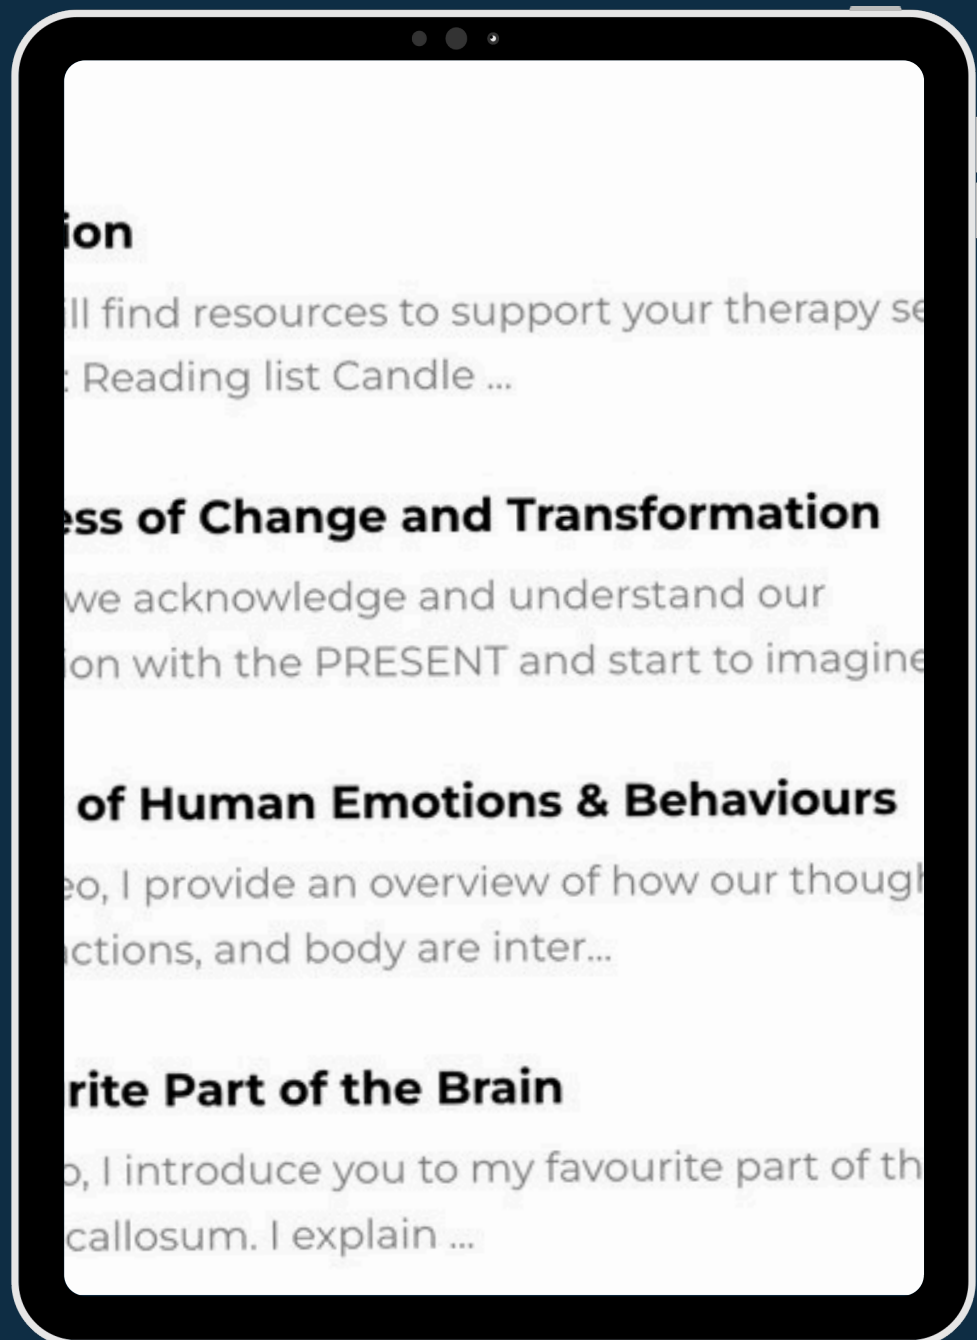 ion
ill find resources to support your therapy se
: Reading list Candle ...
ess of Change and Transformation
we acknowledge and understand our
ion with the PRESENT and start to imagine
of Human Emotions & Behaviours
eo, I provide an overview of how our though
actions, and body are inter...
rite Part of the Brain
o, I introduce you to my favourite part of th
callosum. I explain ...